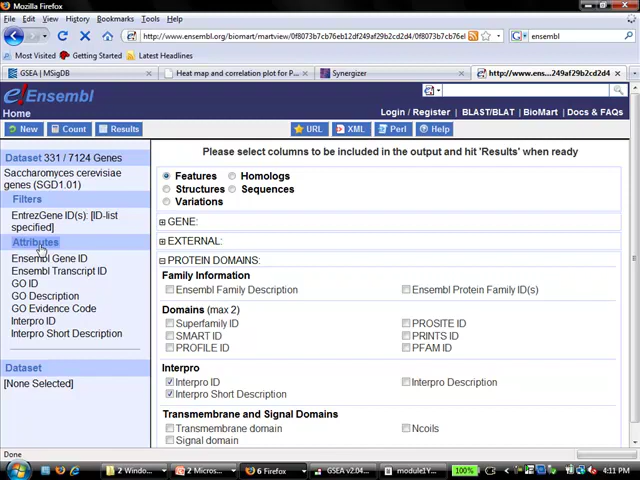 Mozilla Firefox
File Edit View History Bookmarks Tools Help
http://www.ensembl.org/biomart/martview/0f8073b7cb76eb12df249af29b2cd2d4/0f8073b7cb76
ensembl
Most Visited Getting Started Latest Headlines
GSEA | MSigDB
Heat map and correlation plot for P...
Synergizer
http://www.ens...249af29b2cd2d4
e!Ensembl
Home
Login / Register | BLAST/BLAT | BioMart | Docs & FAQs
New Count Results
URL XML Perl Help
Dataset 331 / 7124 Genes
Saccharomyces cerevisiae
genes (SGD1.01)
Filters
EntrezGene ID(s): [ID-list
specified]
Attributes
Ensembl Gene ID
Ensembl Transcript ID
GO ID
GO Description
GO Evidence Code
Interpro ID
Interpro Short Description
Dataset
[None Selected]
Please select columns to be included in the output and hit 'Results' when ready
Features Homologs
Structures Sequences
Variations
GENE:
EXTERNAL:
PROTEIN DOMAINS:
Family Information
Ensembl Family Description Ensembl Protein Family ID(s)
Domains (max 2)
Superfamily ID PROSITE ID
SMART ID PRINTS ID
PROFILE ID PFAM ID
Interpro
Interpro ID Interpro Description
Interpro Short Description
Transmembrane and Signal Domains
Transmembrane domain Ncoils
Signal domain
Done
2 Window... 2 Micros... 6 Firefox GSEA v2.04... module1Y... 100% 4:11 PM